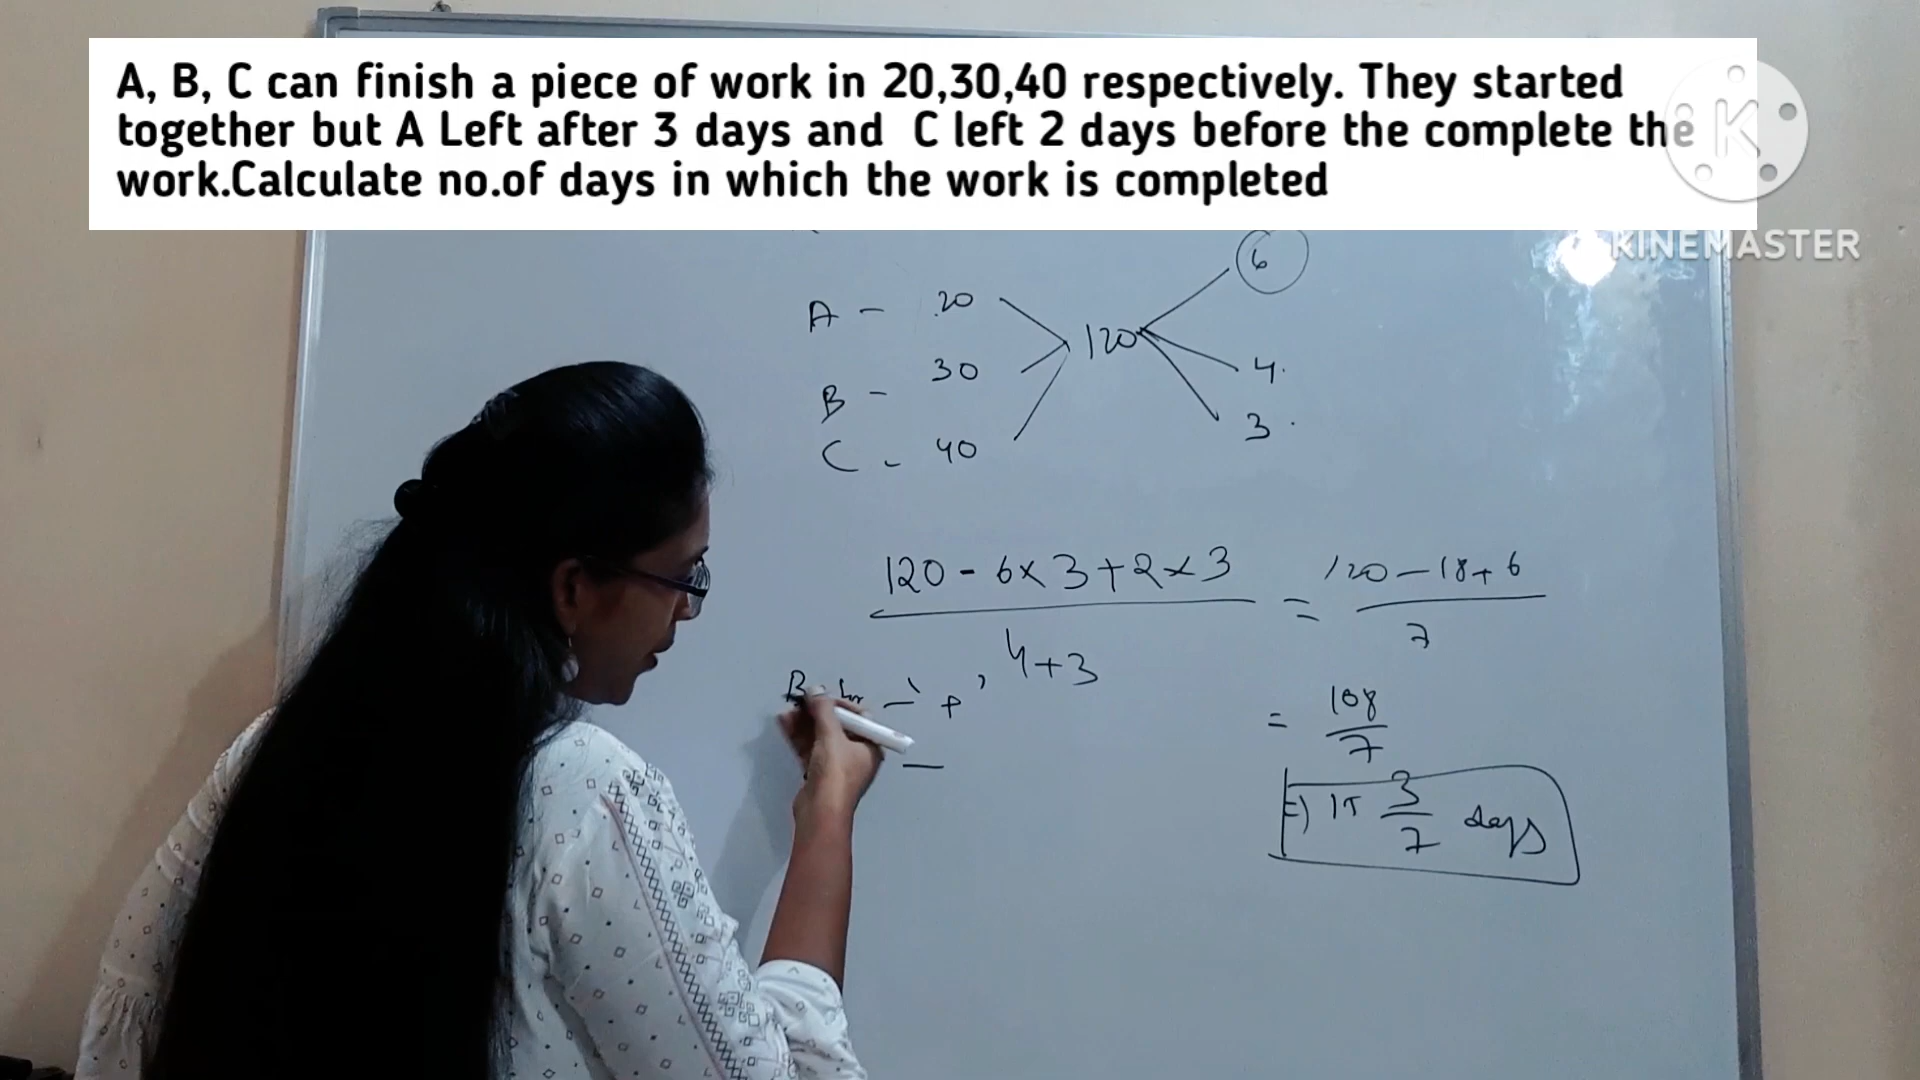 A, B, C can finish a piece of work in 20,30,40 respectively. They started
together but A Left after 3 days and C left 2 days before the complete the
work.Calculate no.of days in which the work is completed
K
KINEMASTER
6
A - 20
120
B - 30
4.
C - 40
3.
120 - 6x3+2x3 = 120-18+6
4+3
7
= 108
7
=) 15 3/7 days